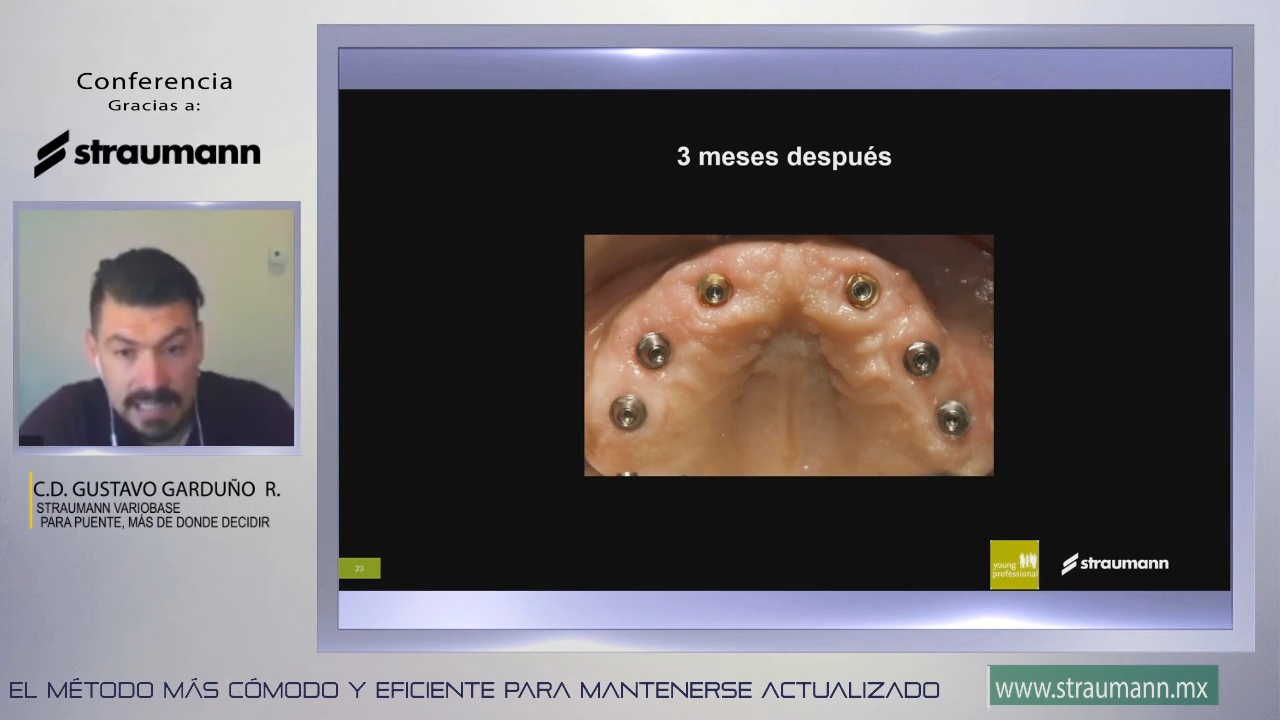 Conferencia
Gracias a:
straumann
C.D. GUSTAVO GARDUÑO R.
STRAUMANN VARIOBASE
PARA PUENTE, MÁS DE DONDE DECIDIR
3 meses después
23
young
professional
straumann
EL MÉTODO MÁS CÓMODO Y EFICIENTE PARA MANTENERSE ACTUALIZADO
www.straumann.mx